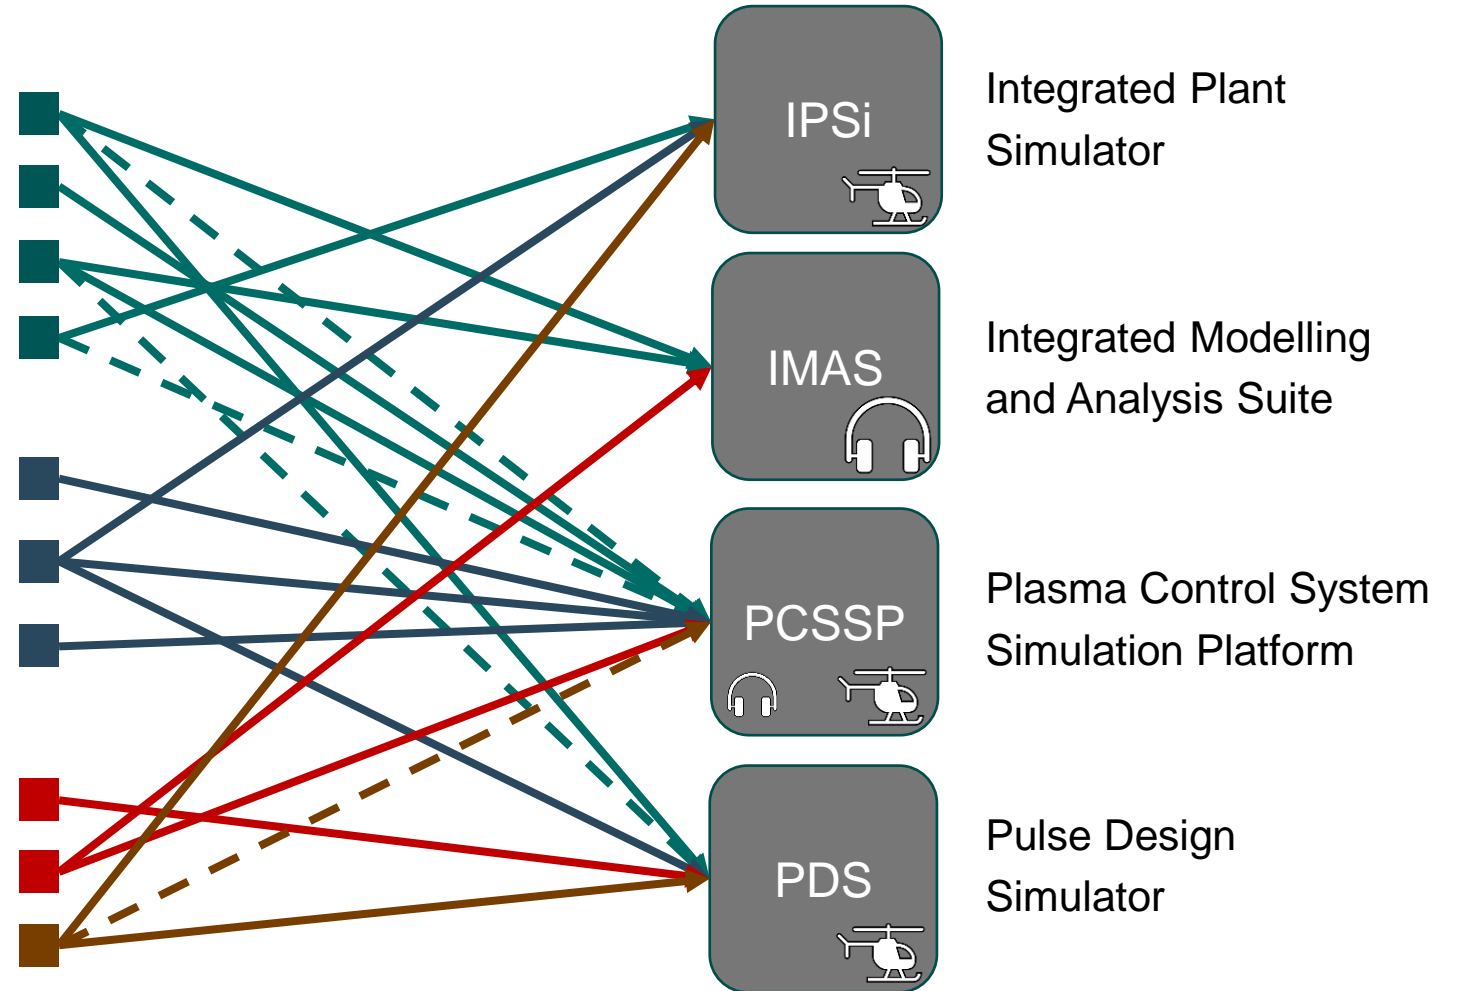 IPSi
Integrated Plant
Simulator
IMAS
Integrated Modelling
and Analysis Suite
PCSSP
Plasma Control System
Simulation Platform
PDS
Pulse Design
Simulator